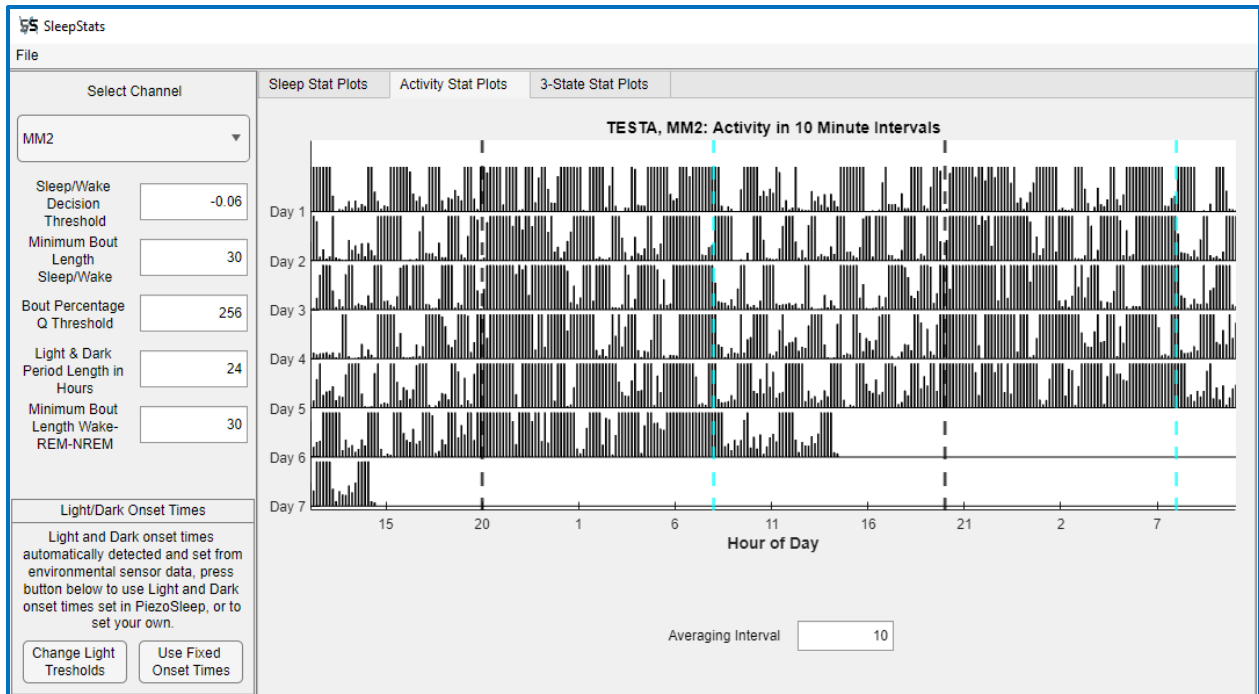 SleepStats
File
Select Channel
MM2
Sleep/Wake
Decision
Threshold
-0.06
Minimum Bout
Length
Sleep/Wake
30
Bout Percentage
Q Threshold
256
Light & Dark
Period Length in
Hours
24
Minimum Bout
Length Wake-
REM-NREM
30
Light/Dark Onset Times
Light and Dark onset times
automatically detected and set from
environmental sensor data, press
button below to use Light and Dark
onset times set in PiezoSleep, or to
set your own.
Change Light
Tresholds
Use Fixed
Onset Times
Sleep Stat Plots
Activity Stat Plots
3-State Stat Plots
TESTA, MM2: Activity in 10 Minute Intervals
Day 1
Day 2
Day 3
Day 4
Day 5
Day 6
Day 7
15 20 1 6 11 16 21 2 7
Hour of Day
Averaging Interval 10